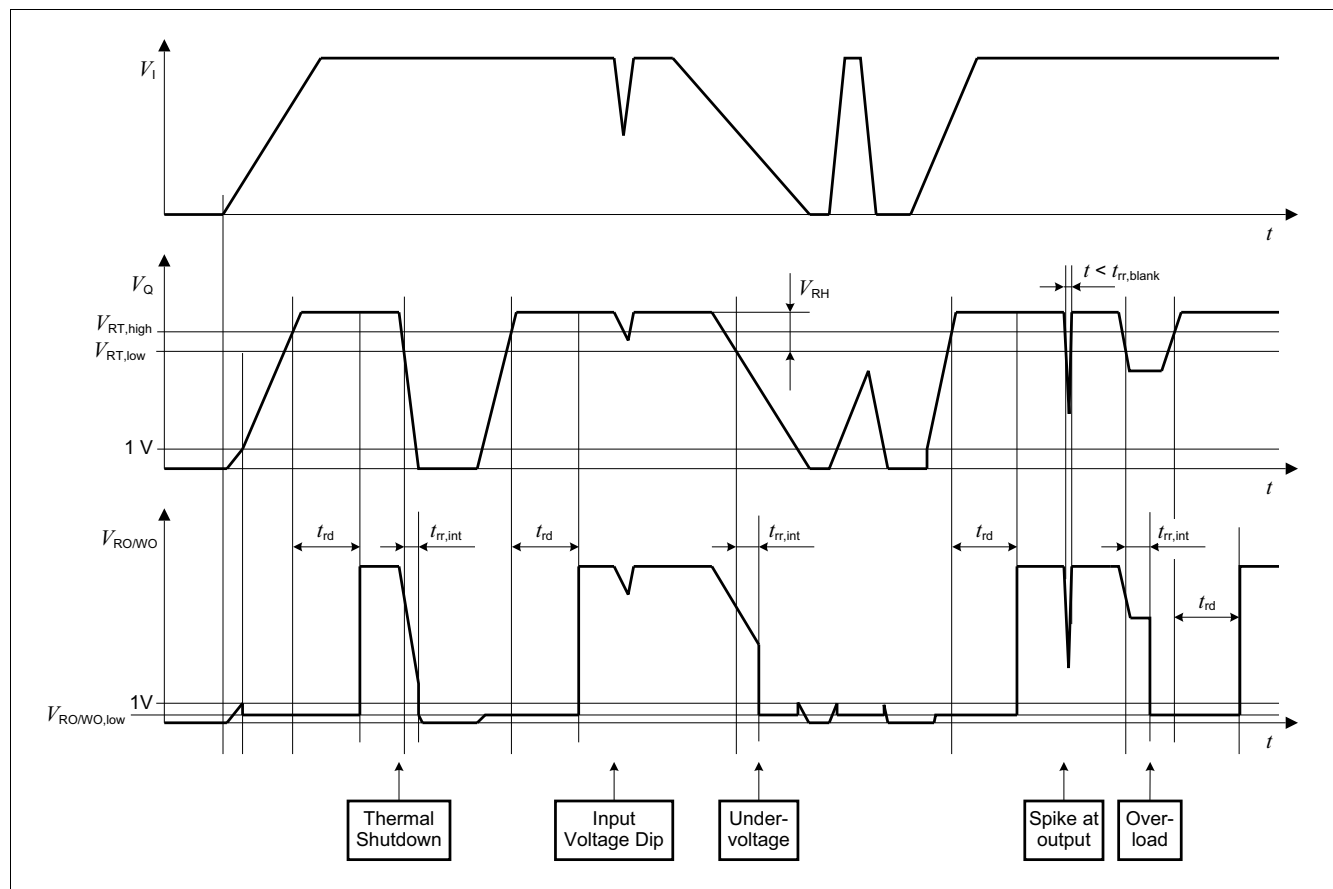 V_I
t
V_Q
V_RT,high
V_RT,low
1 V
V_RH
t < t_rr,blank
t
V_RO/WO
t_rd
t_rr,int
t_rd
t_rr,int
t_rd
t_rr,int
t_rd
1V
V_RO/WO,low
t
Thermal
Shutdown
Input
Voltage Dip
Under-
voltage
Spike at
output
Over-
load